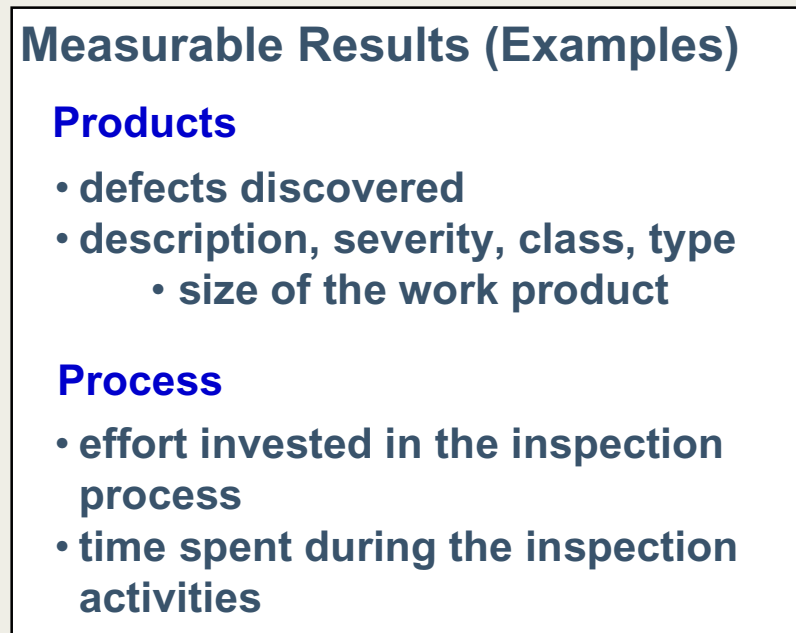 Measurable Results (Examples)
Products
• defects discovered
• description, severity, class, type
• size of the work product
Process
• effort invested in the inspection
process
• time spent during the inspection
activities